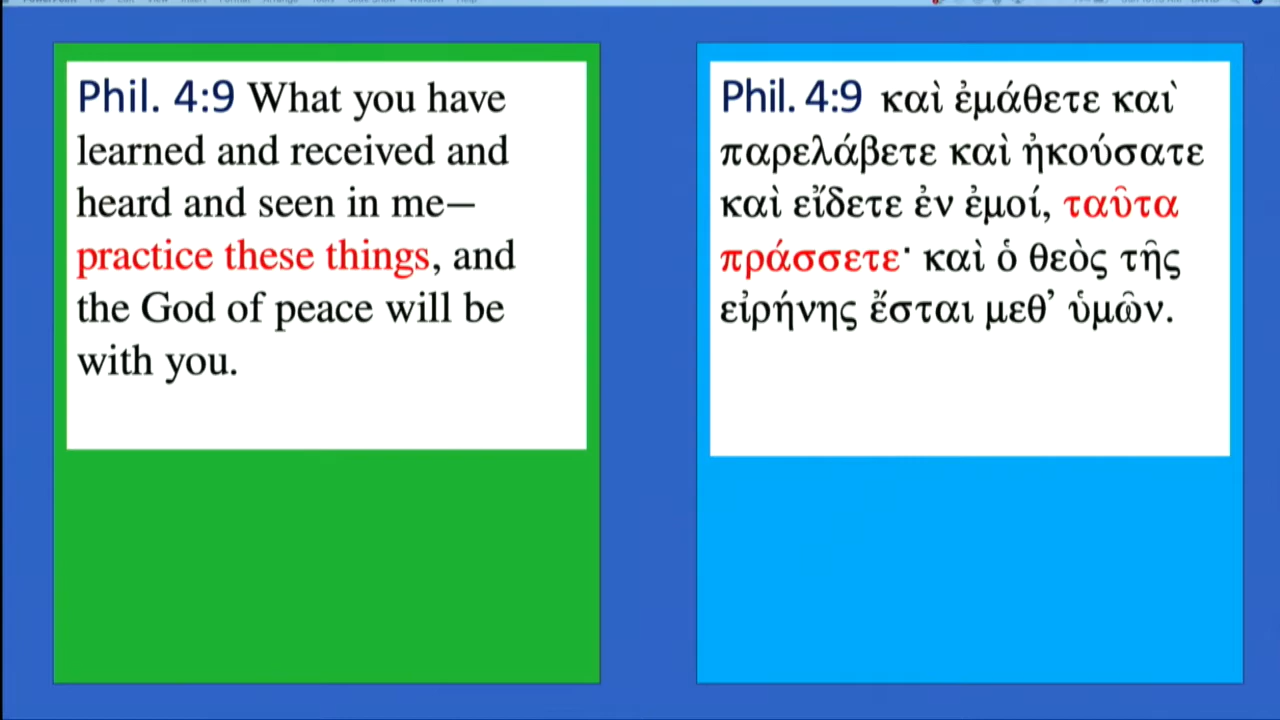 Phil. 4:9 What you have
learned and received and
heard and seen in me—
practice these things, and
the God of peace will be
with you.
Phil. 4:9 καὶ ἐμάθετε καὶ
παρελάβετε καὶ ἠκούσατε
καὶ εἴδετε ἐν ἐμοί, ταῦτα
πράσσετε· καὶ ὁ θεὸς τῆς
εἰρήνης ἔσται μεθ’ ὑμῶν.